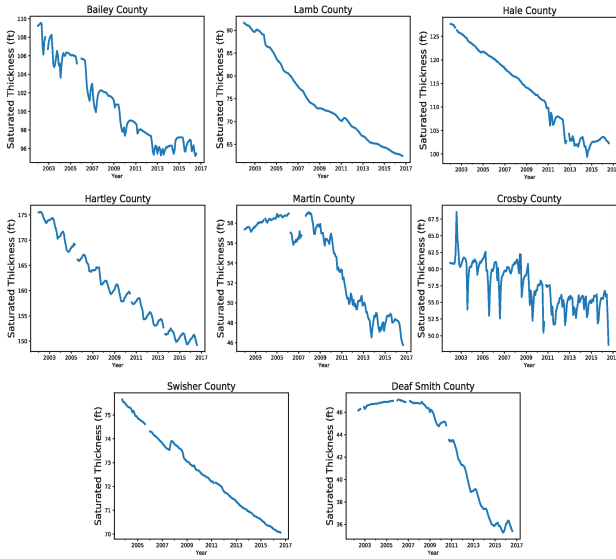 Bailey County
Saturated Thickness (ft)
110
108
106
104
102
100
98
96
2003 2005 2007 2009 2011 2013 2015 2017
Year
Lamb County
Saturated Thickness (ft)
90
85
80
75
70
65
2003 2005 2007 2009 2011 2013 2015 2017
Year
Hale County
Saturated Thickness (ft)
125
120
115
110
105
100
2003 2005 2007 2009 2011 2013 2015 2017
Year
Hartley County
Saturated Thickness (ft)
175
170
165
160
155
150
2003 2005 2007 2009 2011 2013 2015 2017
Year
Martin County
Saturated Thickness (ft)
58
56
54
52
50
48
46
2003 2005 2007 2009 2011 2013 2015 2017
Year
Crosby County
Saturated Thickness (ft)
67.5
65.0
62.5
60.0
57.5
55.0
52.5
50.0
2003 2005 2007 2009 2011 2013 2015 2017
Year
Swisher County
Saturated Thickness (ft)
75
74
73
72
71
70
2005 2007 2009 2011 2013 2015 2017
Year
Deaf Smith County
Saturated Thickness (ft)
46
44
42
40
38
36
2003 2005 2007 2009 2011 2013 2015 2017
Year